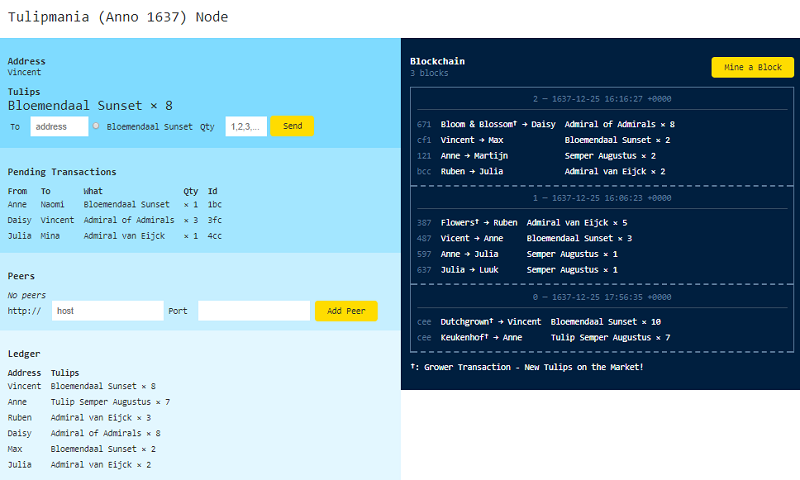 Tulipmania (Anno 1637) Node
Address
Vincent
Tulips
Bloemendaal Sunset × 8
To address Bloemendaal Sunset Qty 1,2,3,... Send
Pending Transactions
From To What Qty Id
Anne Naomi Bloemendaal Sunset × 1 1bc
Daisy Vincent Admiral of Admirals × 3 3fc
Julia Mina Admiral van Eijck × 1 4cc
Peers
No peers
http:// host Port Add Peer
Ledger
Address Tulips
Vincent Bloemendaal Sunset × 8
Anne Tulip Semper Augustus × 7
Ruben Admiral van Eijck × 3
Daisy Admiral of Admirals × 8
Max Bloemendaal Sunset × 2
Julia Admiral van Eijck × 2
Blockchain
3 blocks
Mine a Block
2 — 1637-12-25 16:16:27 +0000
671 Bloom & Blossom† → Daisy Admiral of Admirals × 8
cf1 Vincent → Max Bloemendaal Sunset × 2
121 Anne → Martijn Semper Augustus × 2
bcc Ruben → Julia Admiral van Eijck × 2
1 — 1637-12-25 16:06:23 +0000
387 Flowers† → Ruben Admiral van Eijck × 5
487 Vicent → Anne Bloemendaal Sunset × 3
597 Anne → Julia Semper Augustus × 1
637 Julia → Luuk Semper Augustus × 1
0 — 1637-12-25 17:56:35 +0000
cee Dutchgrown† → Vincent Bloemendaal Sunset × 10
cee Keukenhof† → Anne Tulip Semper Augustus × 7
†: Grower Transaction - New Tulips on the Market!